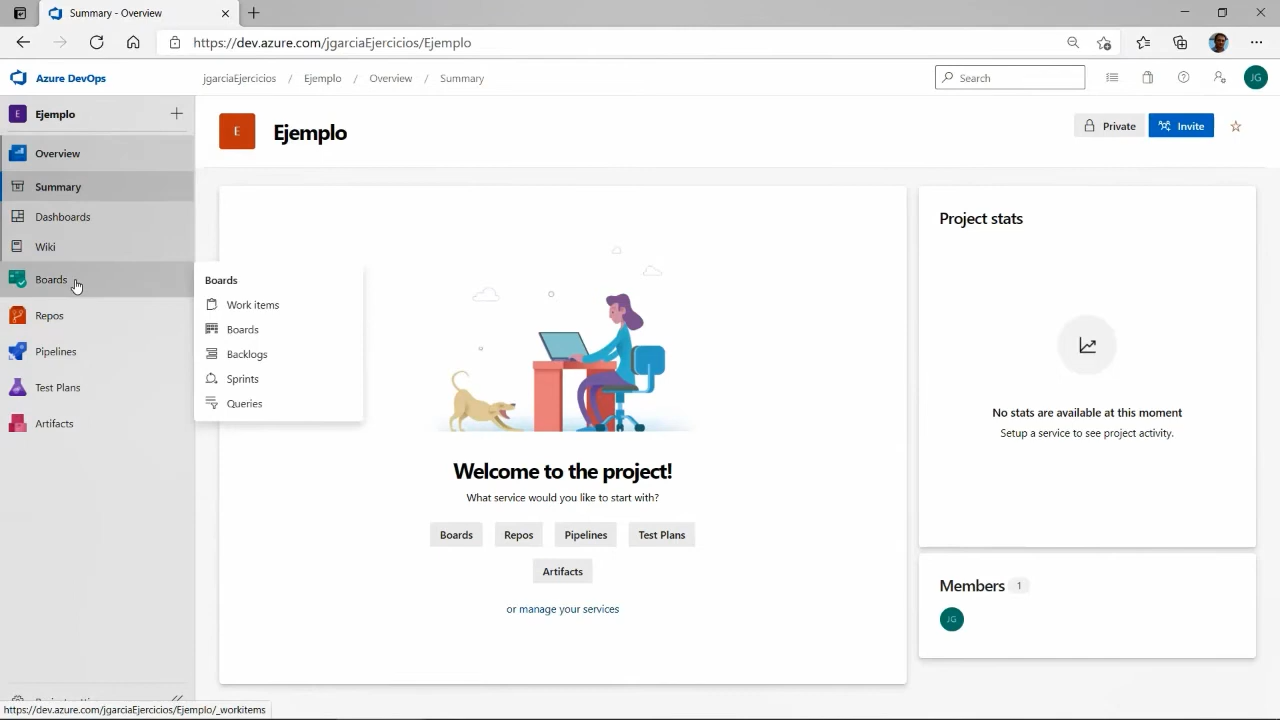 Summary - Overview
https://dev.azure.com/jgarciaEjercicios/Ejemplo
Azure DevOps
jgarciaEjercicios / Ejemplo / Overview / Summary
Search
JG
E Ejemplo
Overview
Summary
Dashboards
Wiki
Boards
Repos
Pipelines
Test Plans
Artifacts
Boards
Work items
Boards
Backlogs
Sprints
Queries
E Ejemplo
Private
Invite
Welcome to the project!
What service would you like to start with?
Boards Repos Pipelines Test Plans
Artifacts
or manage your services
Project stats
No stats are available at this moment
Setup a service to see project activity.
Members 1
JG
https://dev.azure.com/jgarciaEjercicios/Ejemplo/_workitems